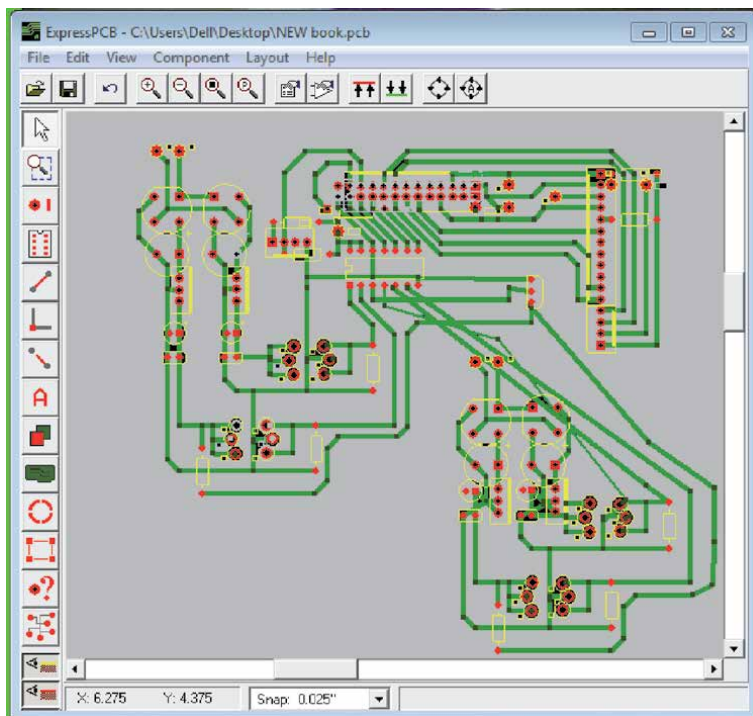 ExpressPCB - C:\Users\Dell\Desktop\NEW book.pcb
File Edit View Component Layout Help
A
X: 6.275 Y: 4.375 Snap: 0.025"